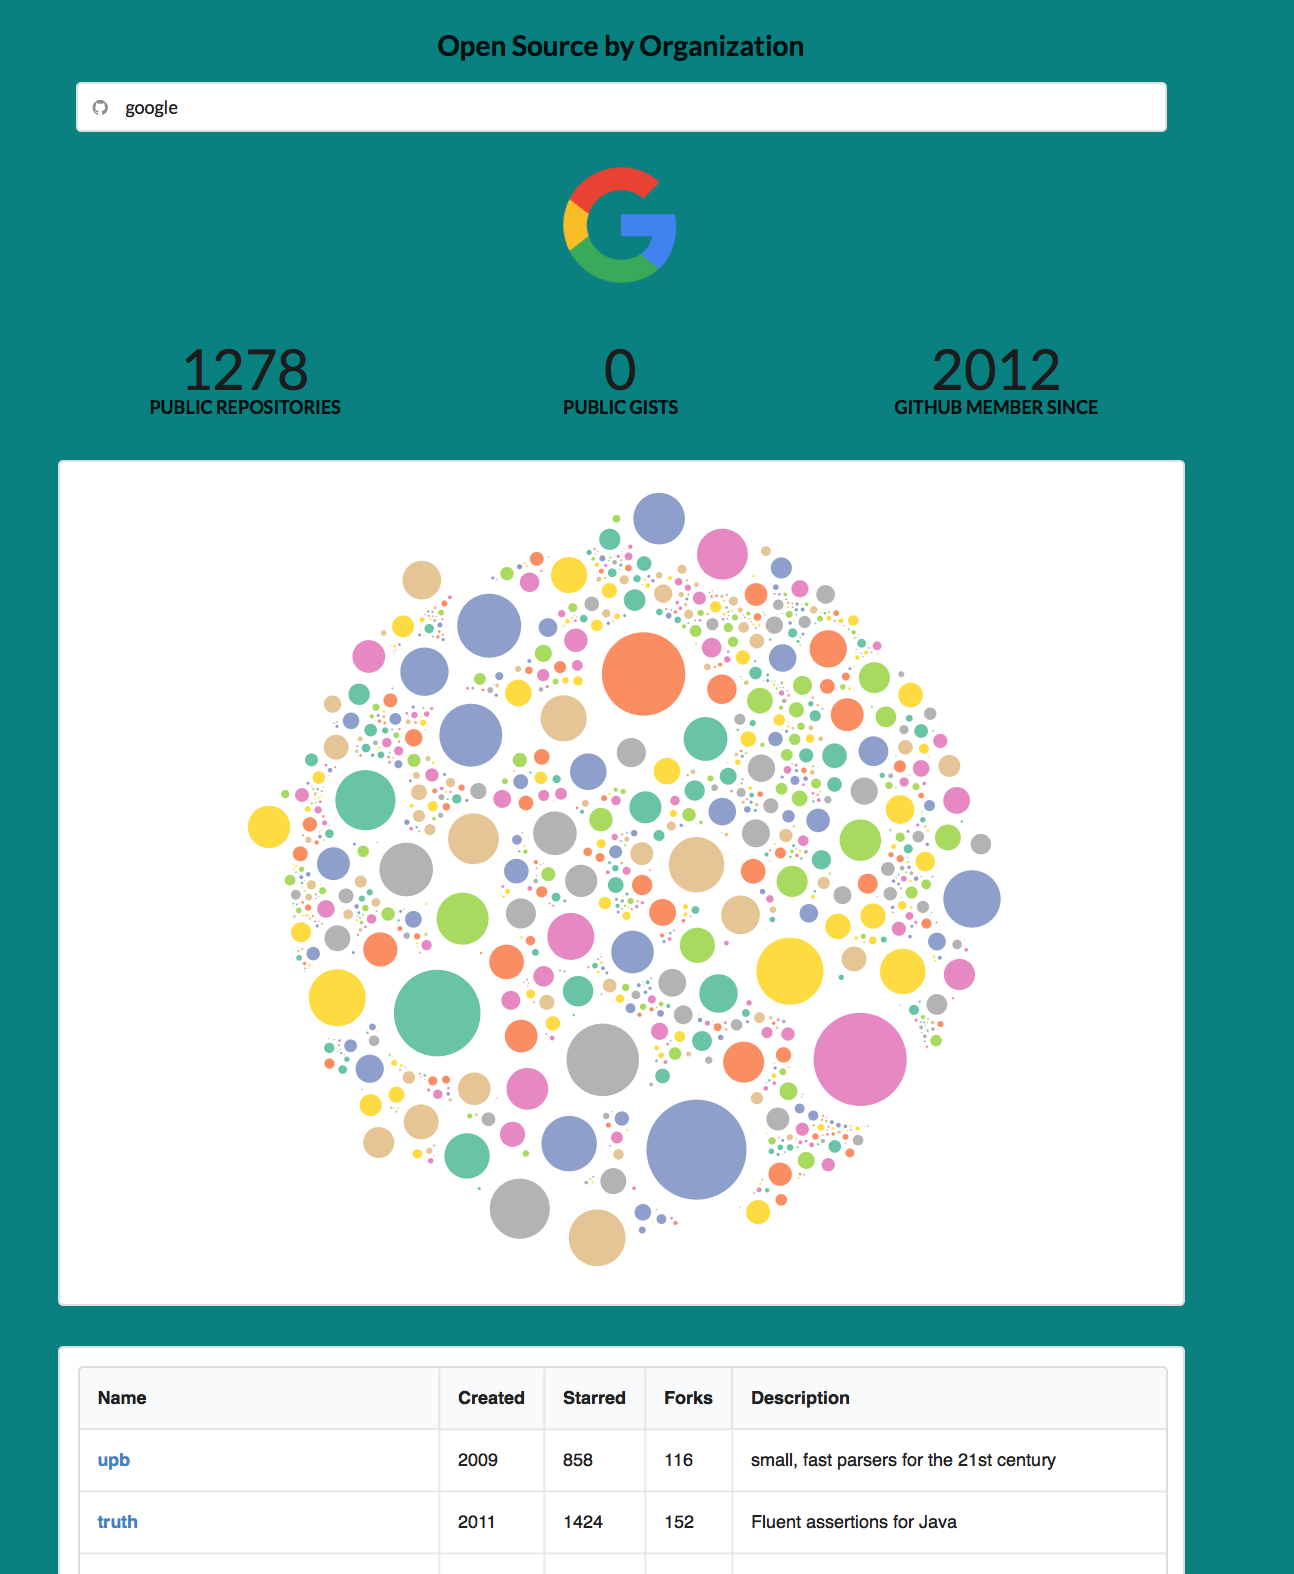 Open Source by Organization
google
1278 0 2012
PUBLIC REPOSITORIES PUBLIC GISTS GITHUB MEMBER SINCE
Name Created Starred Forks Description
upb 2009 858 116 small, fast parsers for the 21st century
truth 2011 1424 152 Fluent assertions for Java